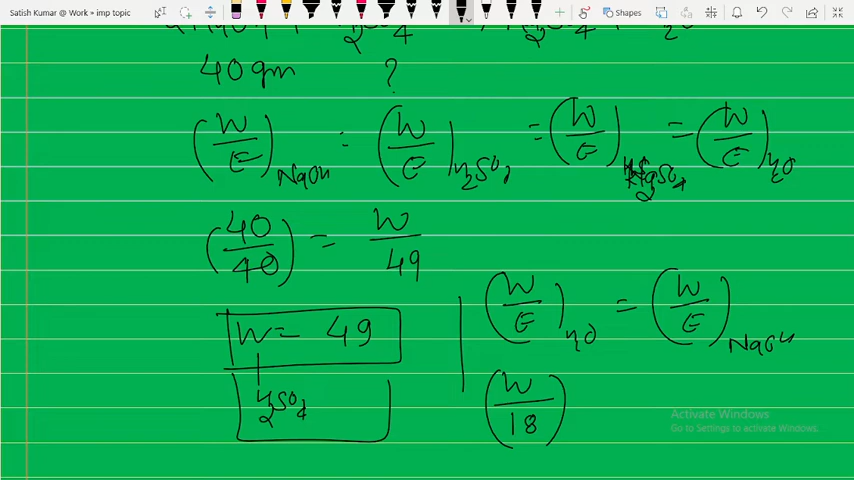 Satish Kumar @ Work » imp topic
Shapes
40 gm ?
(W/E)NaOH = (W/E)H2SO4 = (W/E)Na2SO4 = (W/E)H2O
(40/40) = W/49
W = 49
H2SO4
(W/E)H2O = (W/E)NaOH
(W/18)
Activate Windows
Go to Settings to activate Windows.